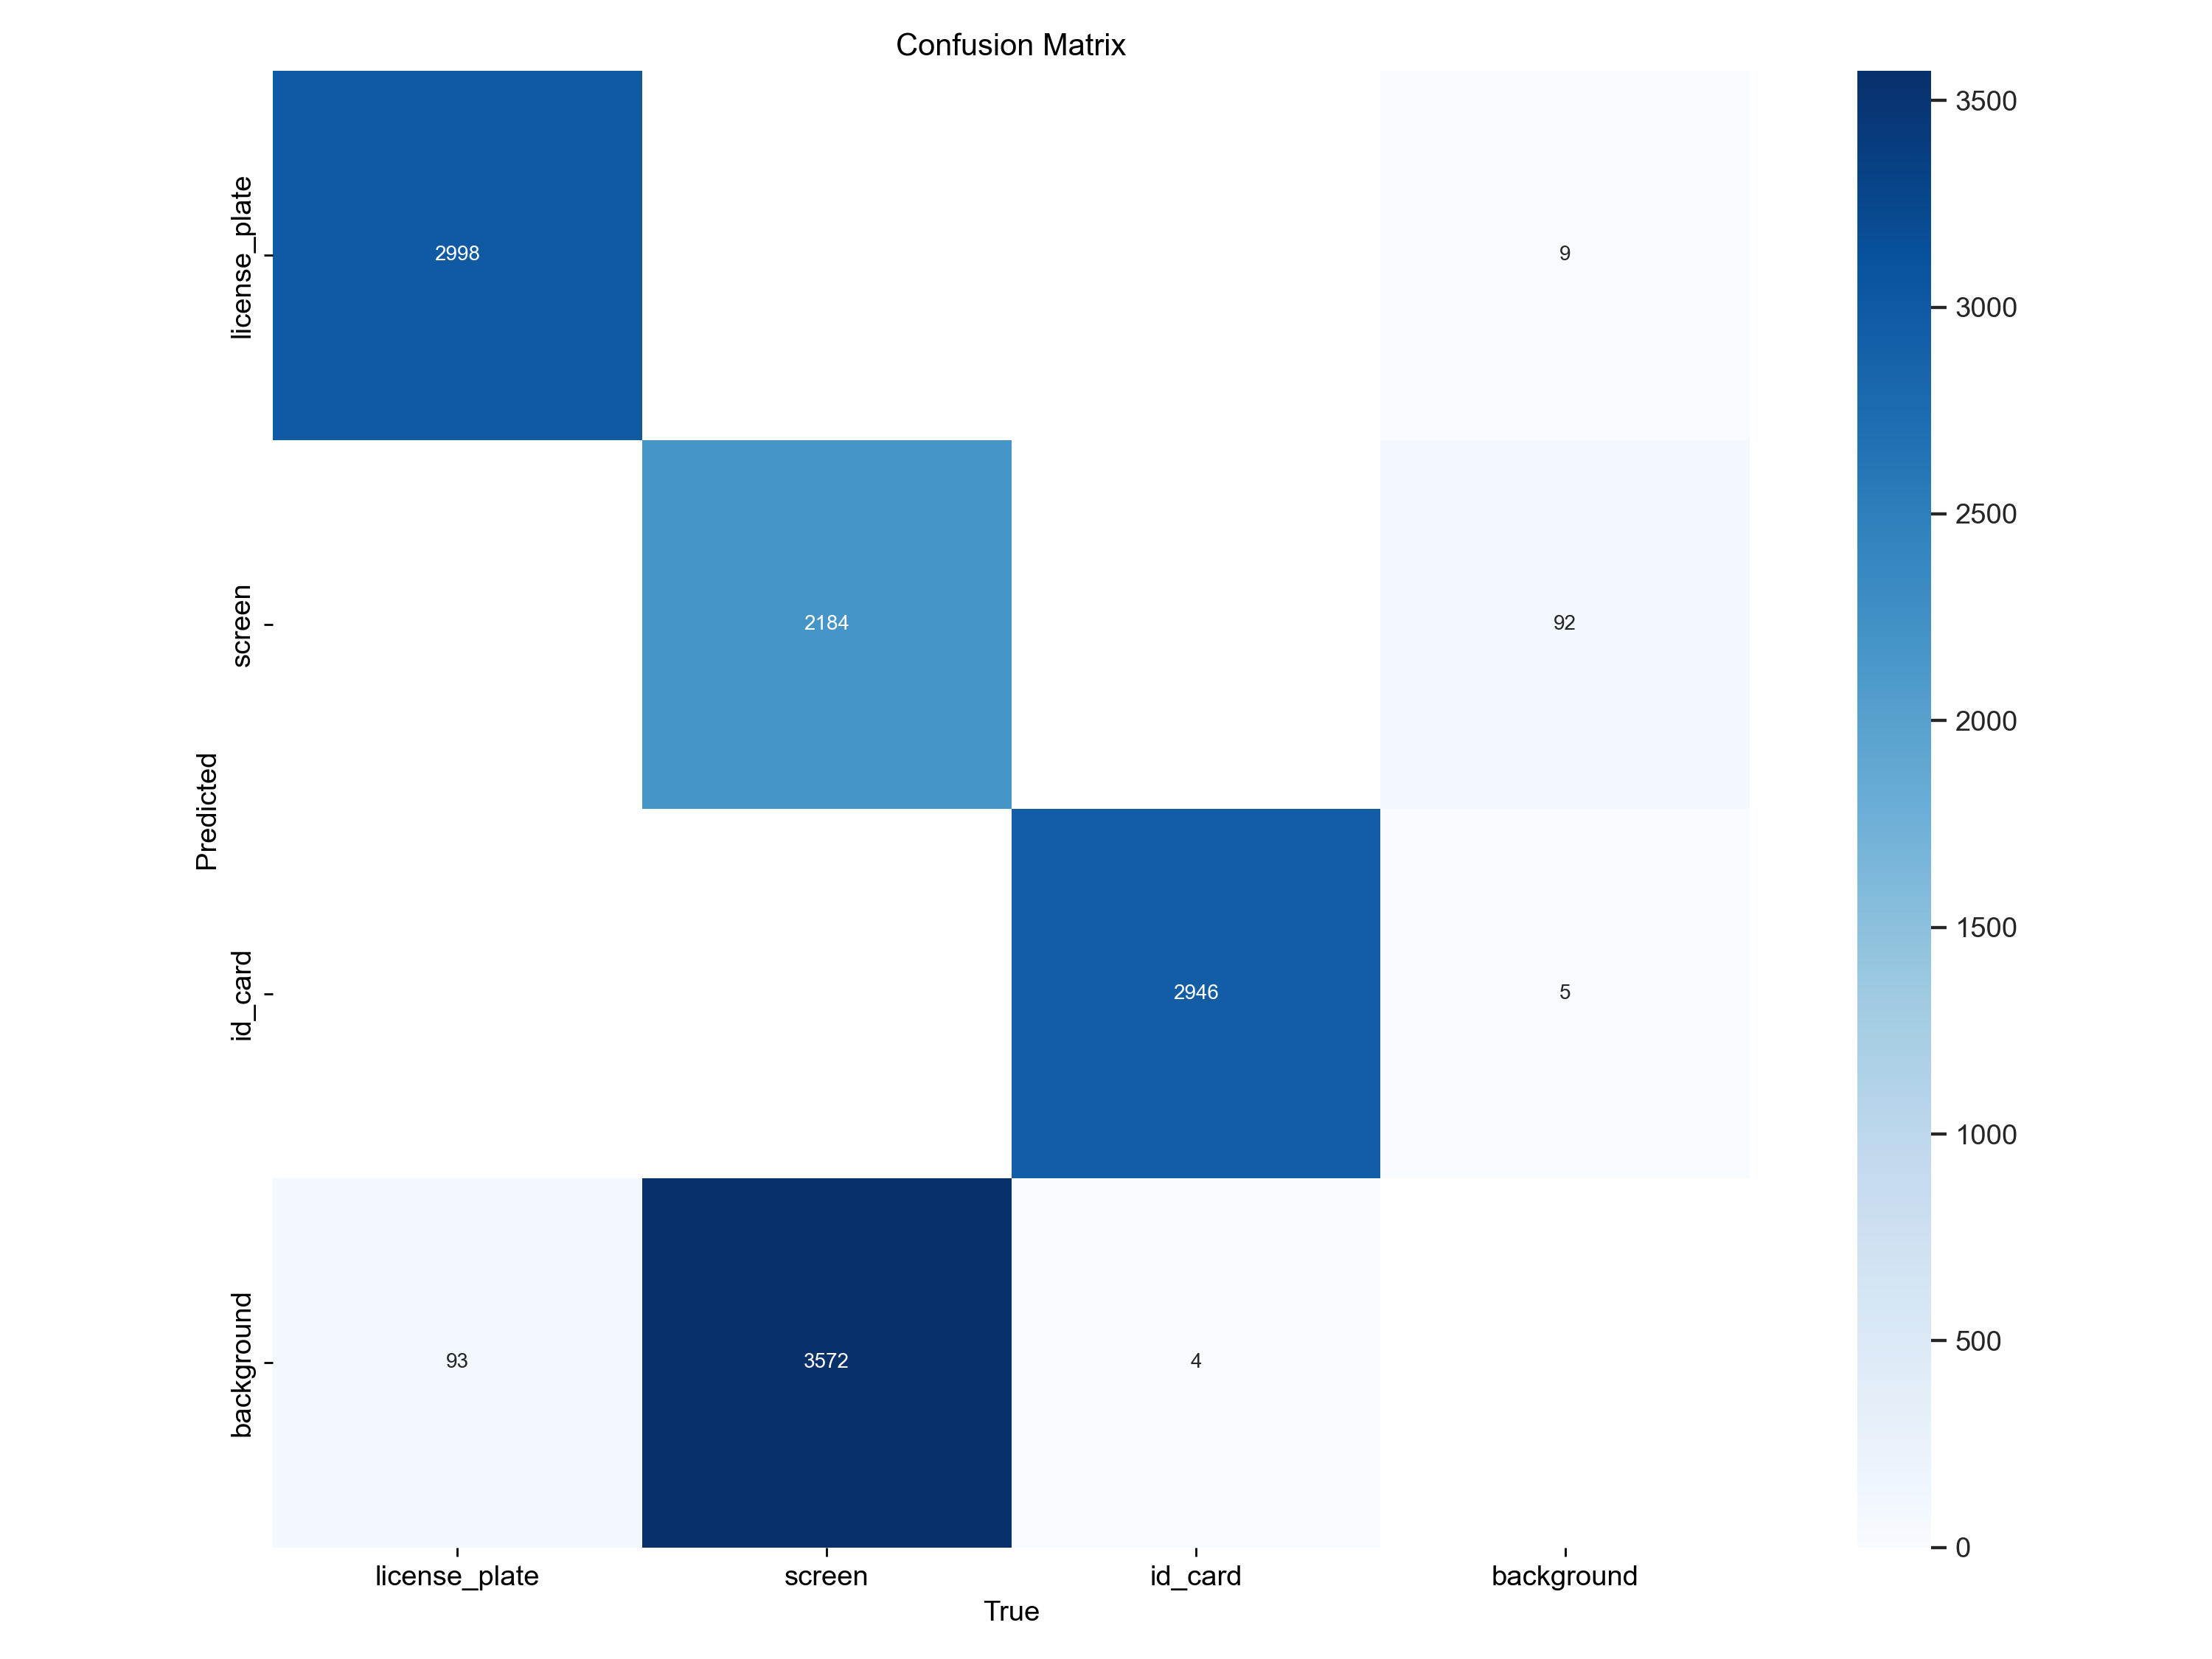 Confusion Matrix
license_plate
2998
9
screen
2184
92
id_card
2946
5
background
93
3572
4
Predicted
license_plate
screen
id_card
background
True
3500
3000
2500
2000
1500
1000
500
0